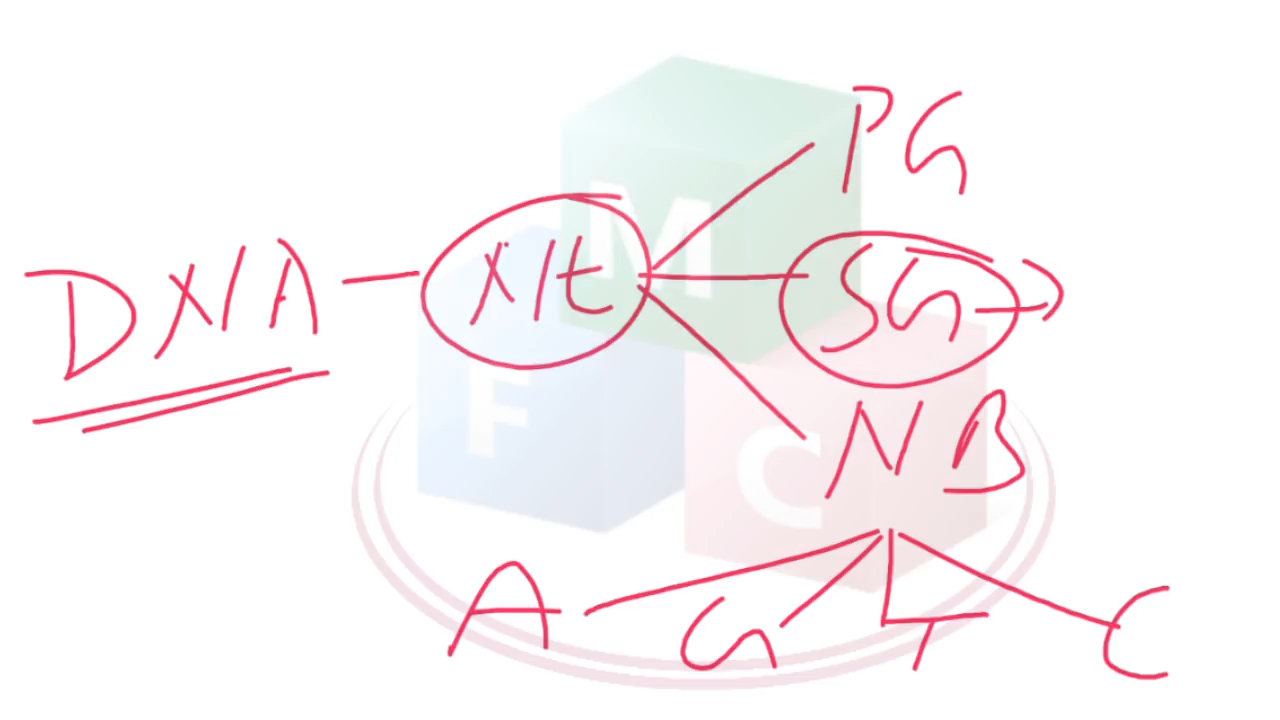 PG
DNA — Nt SG →
NB
A G T C
M
F
C